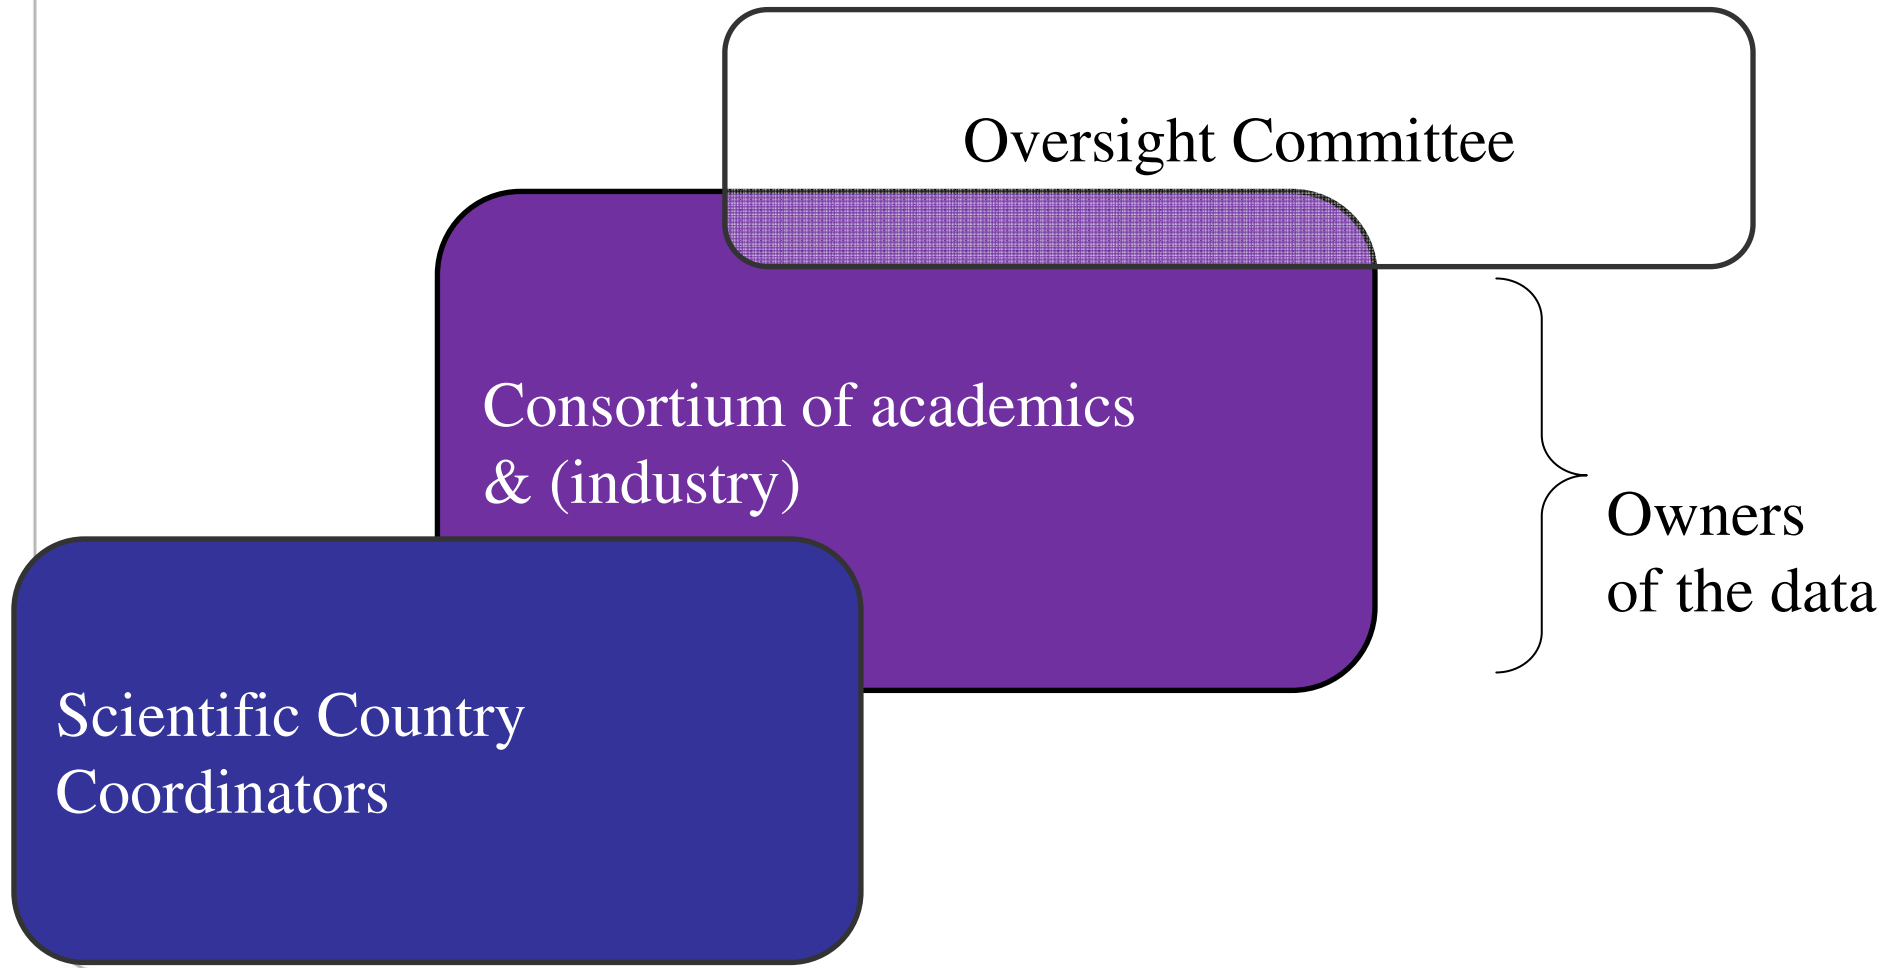 Oversight Committee
Consortium of academics
& (industry)
Owners
of the data
Scientific Country
Coordinators